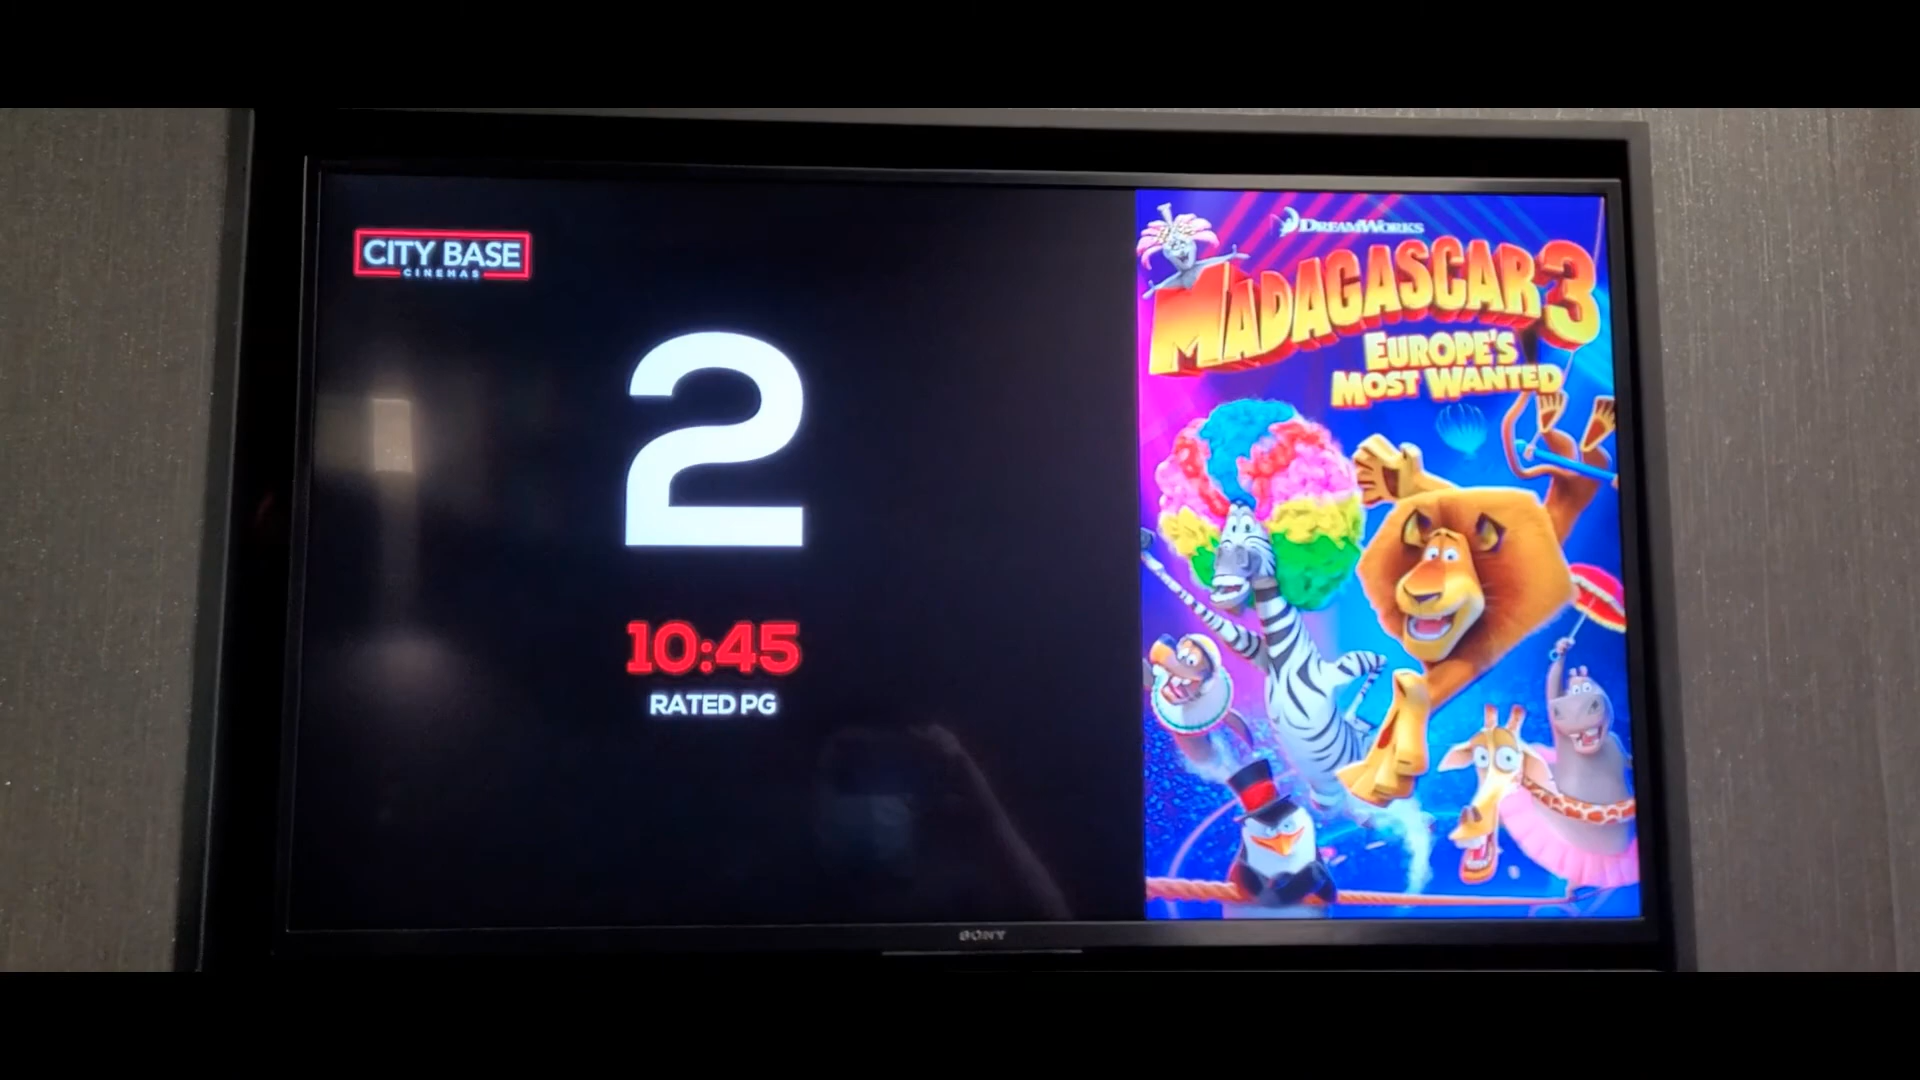 CITY BASE
CINEMAS
2
10:45
RATED PG
DREAMWORKS
MADAGASCAR 3
EUROPE'S
MOST WANTED
SONY